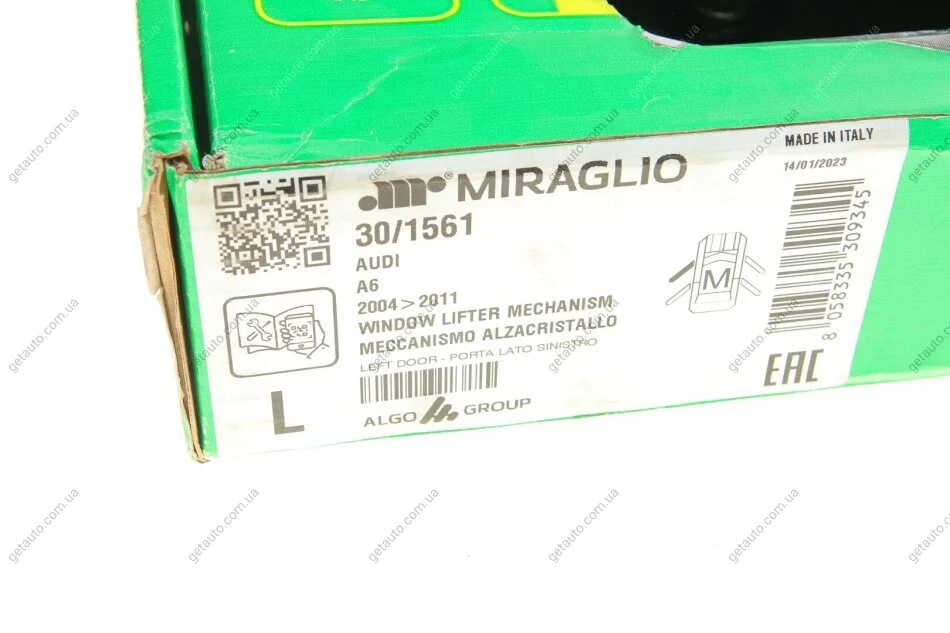 MADE IN ITALY
14/01/2023
mr® MIRAGLIO
30/1561
AUDI
A6
2004 > 2011
WINDOW LIFTER MECHANISM
MECCANISMO ALZACRISTALLO
LEFT DOOR - PORTA LATO SINISTRO
L
ALGO GROUP
M
8 058335 309345
EAC
getauto.com.ua